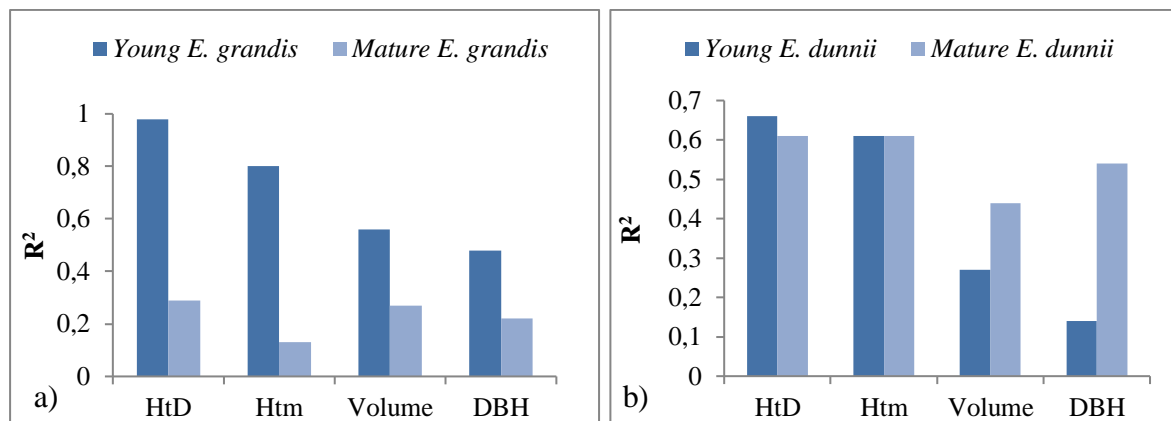 Young E. grandis Mature E. grandis
1
0,8
0,6
0,4
0,2
0
R²
HtD Htm Volume DBH
a)
Young E. dunnii Mature E. dunnii
0,7
0,6
0,5
0,4
0,3
0,2
0,1
0
R²
HtD Htm Volume DBH
b)